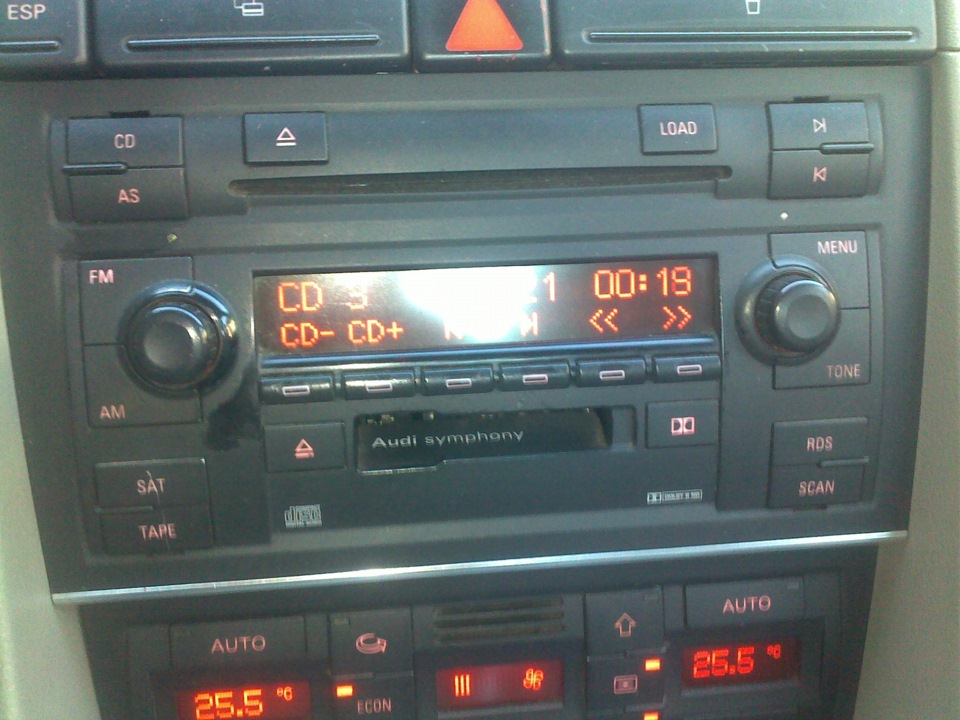 ESP
CD LOAD
AS
FM MENU
CD 3 1 00:19
CD- CD+ << >>
AM TONE
Audi symphony
RDS
SAT SCAN
TAPE
AUTO AUTO
25.5 °C 25.5 °C
ECON